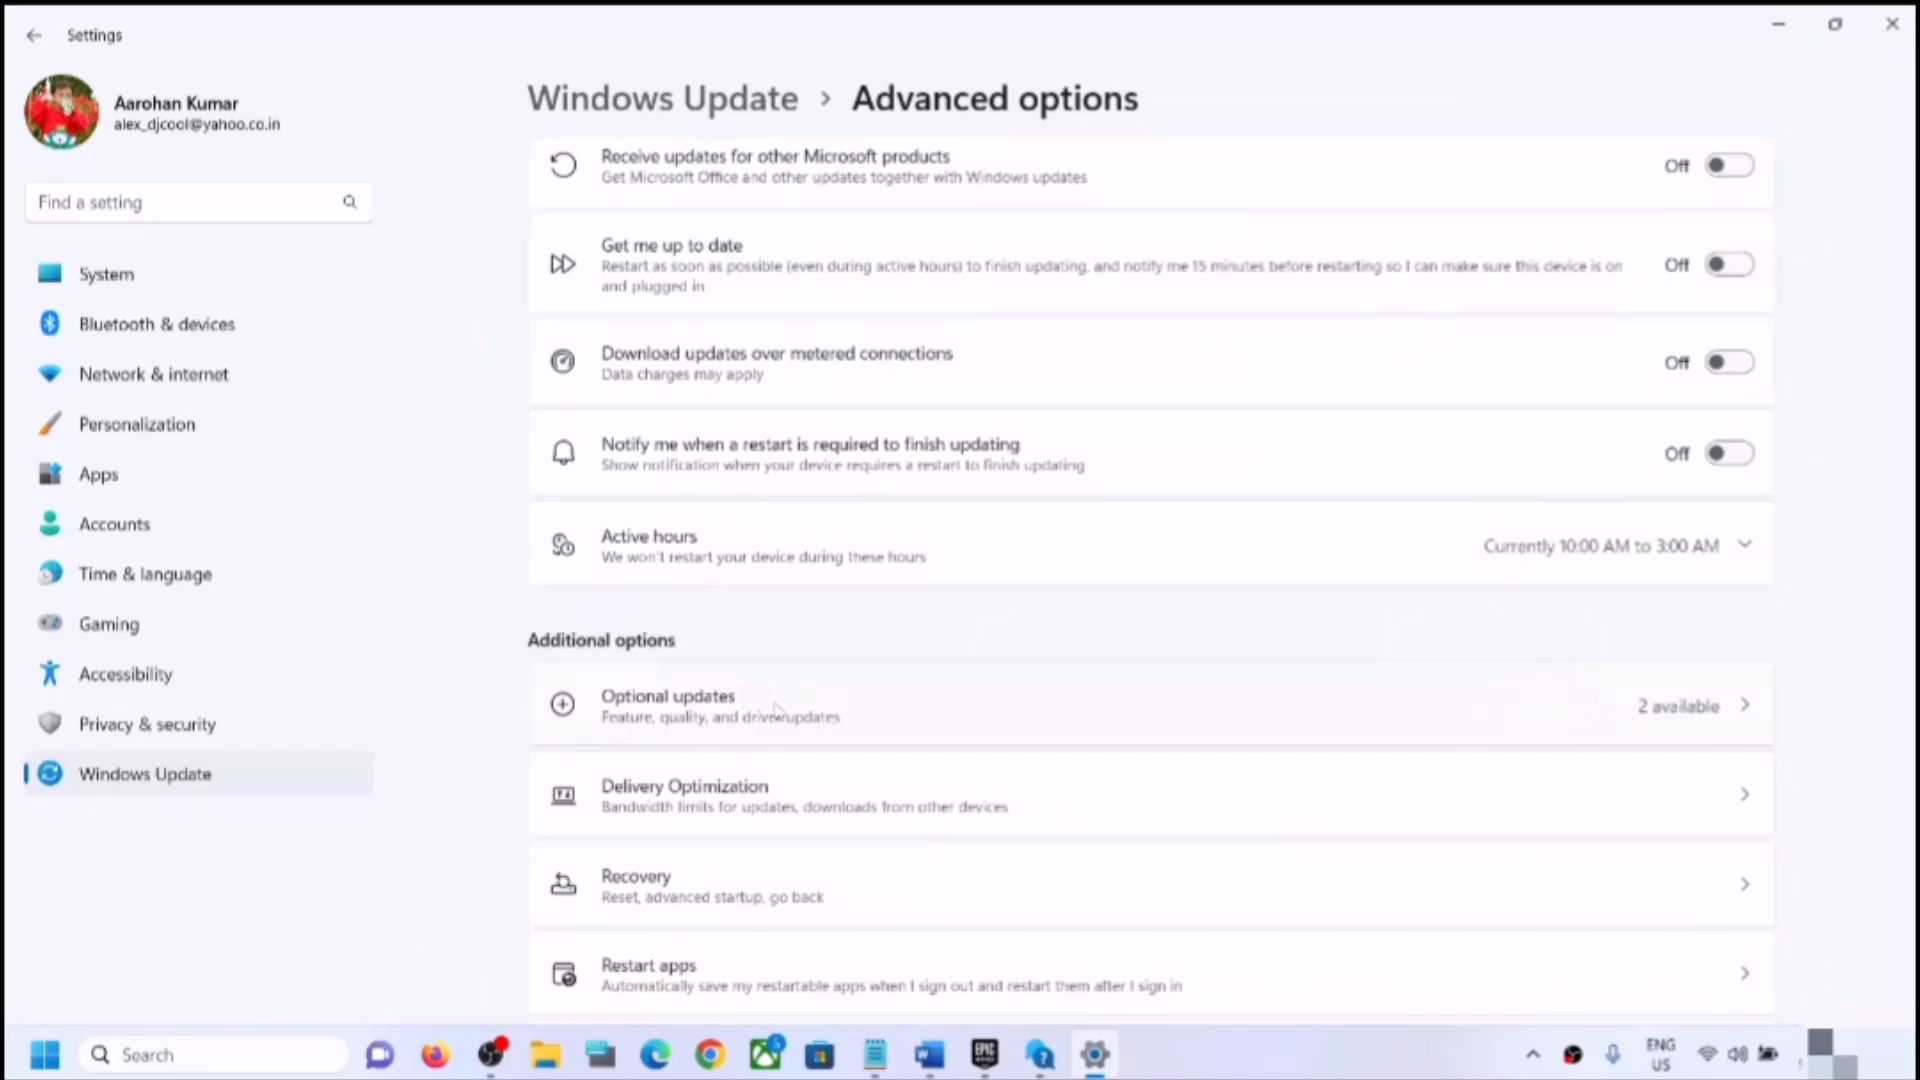 Settings
Aarohan Kumar
alex_djcool@yahoo.co.in
Find a setting
System
Bluetooth & devices
Network & internet
Personalization
Apps
Accounts
Time & language
Gaming
Accessibility
Privacy & security
Windows Update
Windows Update > Advanced options
Receive updates for other Microsoft products
Get Microsoft Office and other updates together with Windows updates
Off
Get me up to date
Restart as soon as possible (even during active hours) to finish updating, and notify me 15 minutes before restarting so I can make sure this device is on
and plugged in
Off
Download updates over metered connections
Data charges may apply
Off
Notify me when a restart is required to finish updating
Show notification when your device requires a restart to finish updating
Off
Active hours
We won't restart your device during these hours
Currently 10:00 AM to 3:00 AM
Additional options
Optional updates
Feature, quality, and driver updates
2 available
Delivery Optimization
Bandwidth limits for updates, downloads from other devices
Recovery
Reset, advanced startup, go back
Restart apps
Automatically save my restartable apps when I sign out and restart them after I sign in
Search
5
W
EPIC
GAMES
?
ENG
US